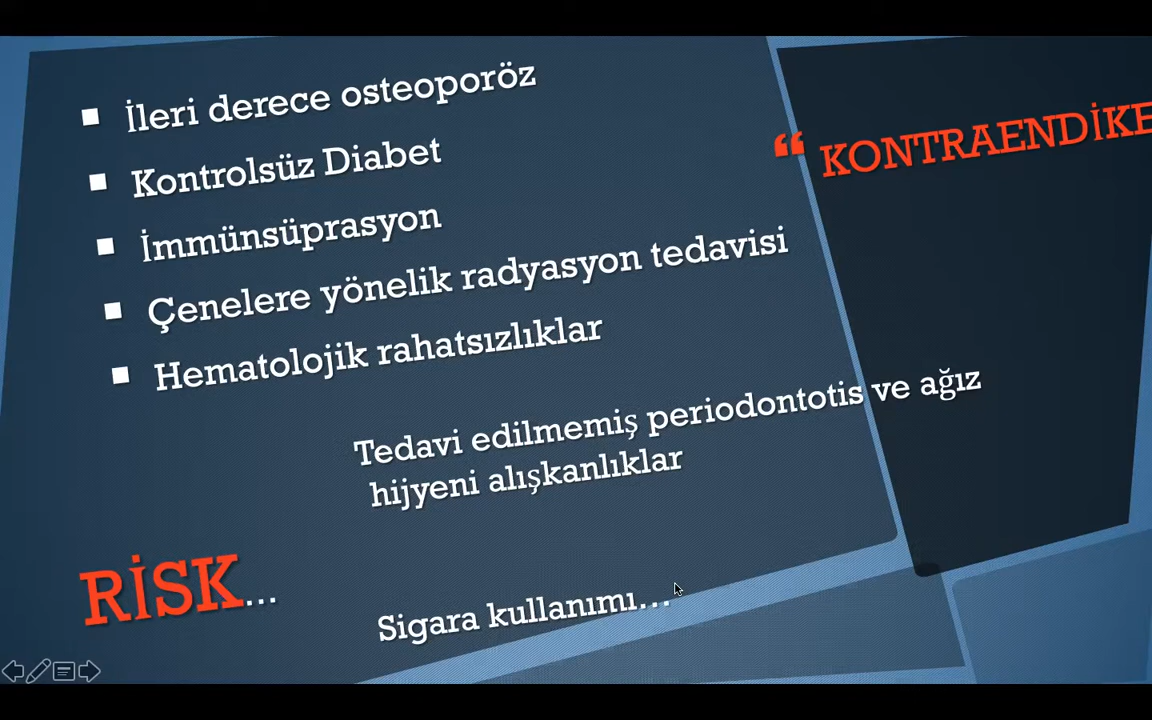 İleri derece osteoporöz
Kontrolsüz Diabet
İmmünsüprasyon
Çenelere yönelik radyasyon tedavisi
Hematolojik rahatsızlıklar
“ KONTRAENDİKE
Tedavi edilmemiş periodontotis ve ağız
hijyeni alışkanlıklar
RİSK...
Sigara kullanımı...